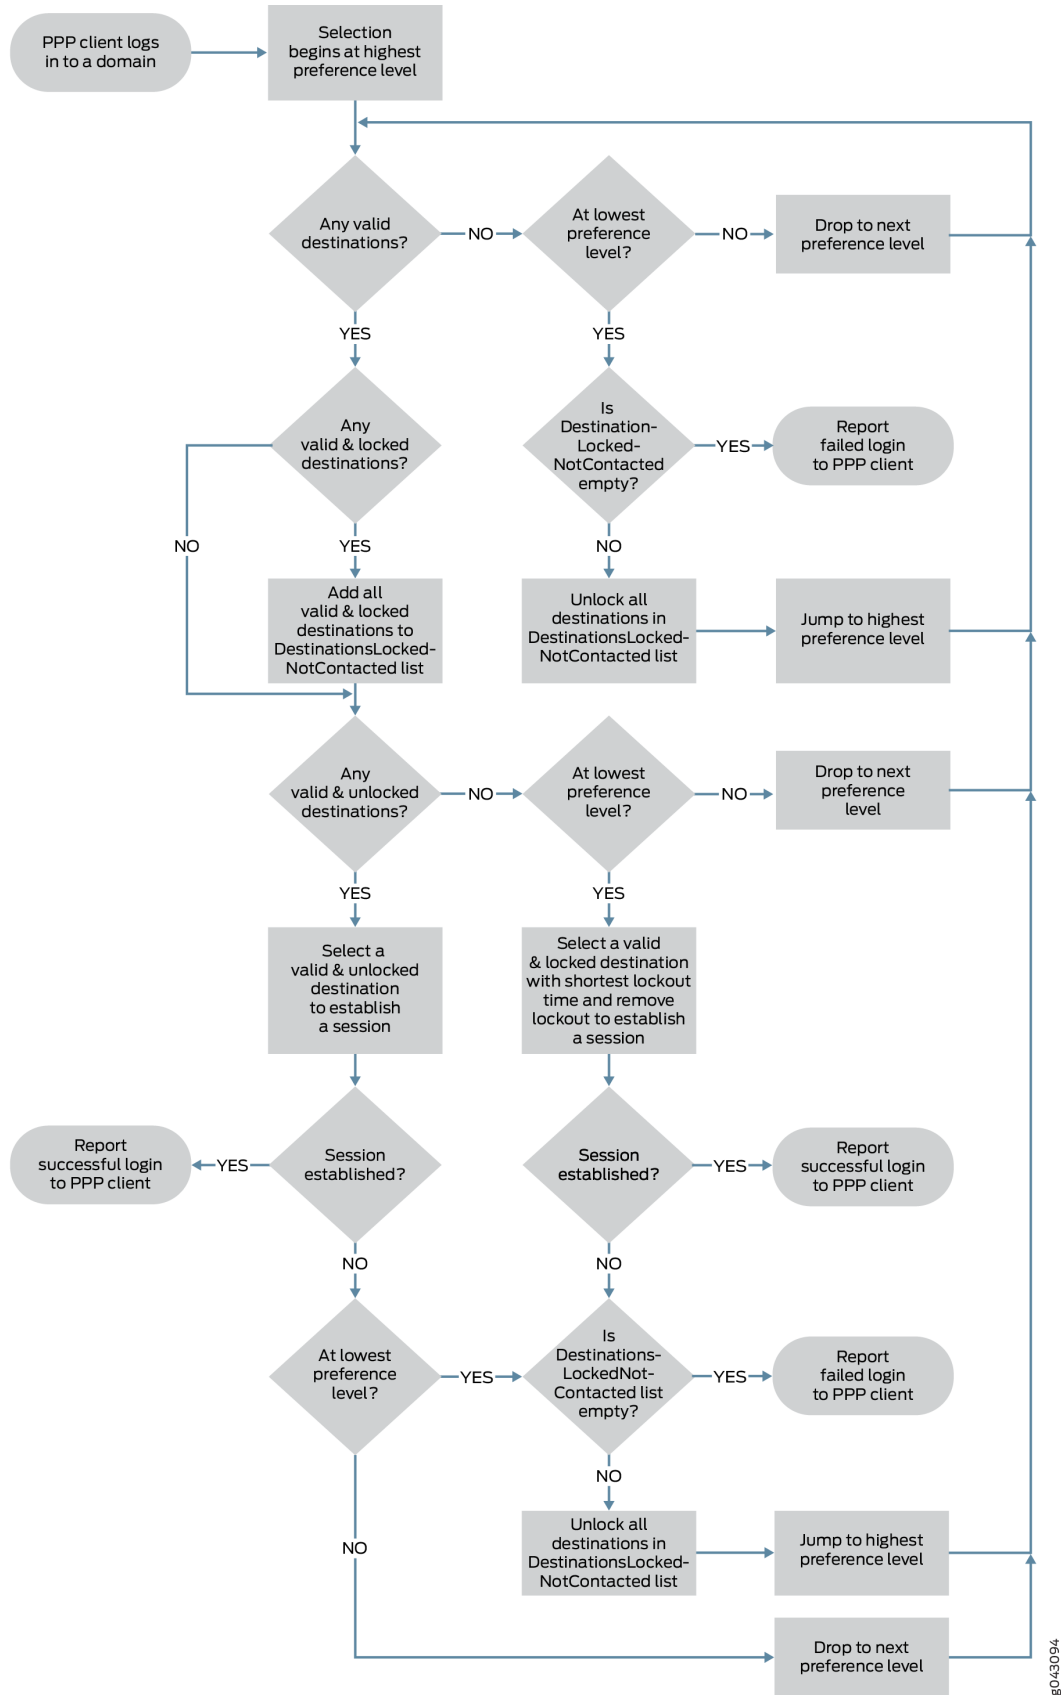 PPP client logs
in to a domain
Selection
begins at highest
preference level
Any valid
destinations?
NO
At lowest
preference
level?
NO
Drop to next
preference level
YES
YES
Any
valid & locked
destinations?
Is
Destination-
Locked-
NotContacted
empty?
YES
Report
failed login
to PPP client
NO
YES
NO
Add all
valid & locked
destinations to
DestinationsLocked-
NotContacted list
Unlock all
destinations in
DestinationsLocked-
NotContacted list
Jump to highest
preference level
Any
valid & unlocked
destinations?
NO
At lowest
preference
level?
NO
Drop to next
preference
level
YES
YES
Select a
valid & unlocked
destination
to establish
a session
Select a valid
& locked destination
with shortest lockout
time and remove
lockout to establish
a session
Report
successful login
to PPP client
YES
Session
established?
Session
established?
YES
Report
successful login
to PPP client
NO
NO
At lowest
preference
level?
YES
Is
Destinations-
LockedNot-
Contacted list
empty?
YES
Report
failed login
to PPP client
NO
NO
Unlock all
destinations in
DestinationsLocked-
NotContacted list
Jump to highest
preference level
Drop to next
preference level
g043094